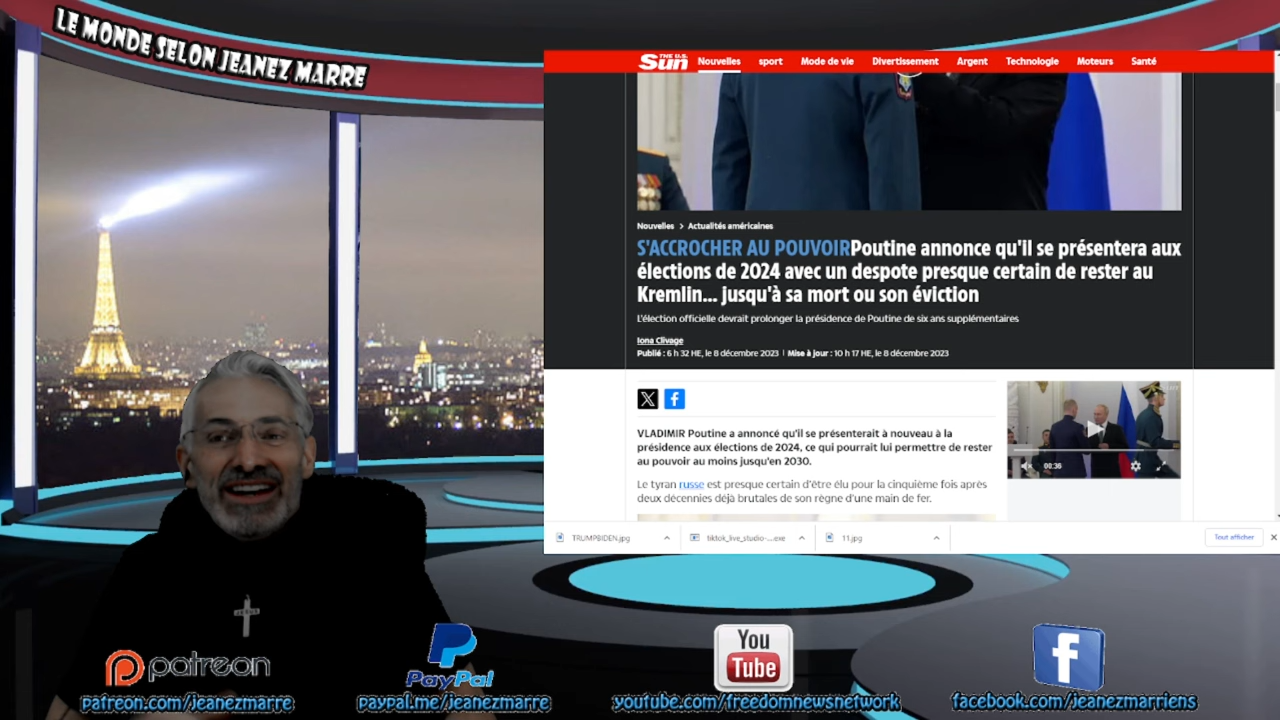 LE MONDE SELON JEANEZ MARRE
THE U.S. Sun
Nouvelles sport Mode de vie Divertissement Argent Technologie Moteurs Santé
Nouvelles > Actualités américaines
S'ACCROCHER AU POUVOIRPoutine annonce qu'il se présentera aux
élections de 2024 avec un despote presque certain de rester au
Kremlin... jusqu'à sa mort ou son éviction
L'élection officielle devrait prolonger la présidence de Poutine de six ans supplémentaires
Iona Clivage
Publié : 6 h 32 HE, le 8 décembre 2023 | Mise à jour : 10 h 17 HE, le 8 décembre 2023
VLADIMIR Poutine a annoncé qu'il se présenterait à nouveau à la
présidence aux élections de 2024, ce qui pourrait lui permettre de rester
au pouvoir au moins jusqu'en 2030.
Le tyran russe est presque certain d'être élu pour la cinquième fois après
deux décennies déjà brutales de son règne d'une main de fer.
08:36
TRUMPBIDEN.jpg tiktok_live_studio-....exe 11.jpg Tout afficher
JESUS
patreon PayPal You Tube
patreon.com/jeanezmarre paypal.me/jeanezmarre youtube.com/freedomnewsnetwork facebook.com/jeanezmarriens